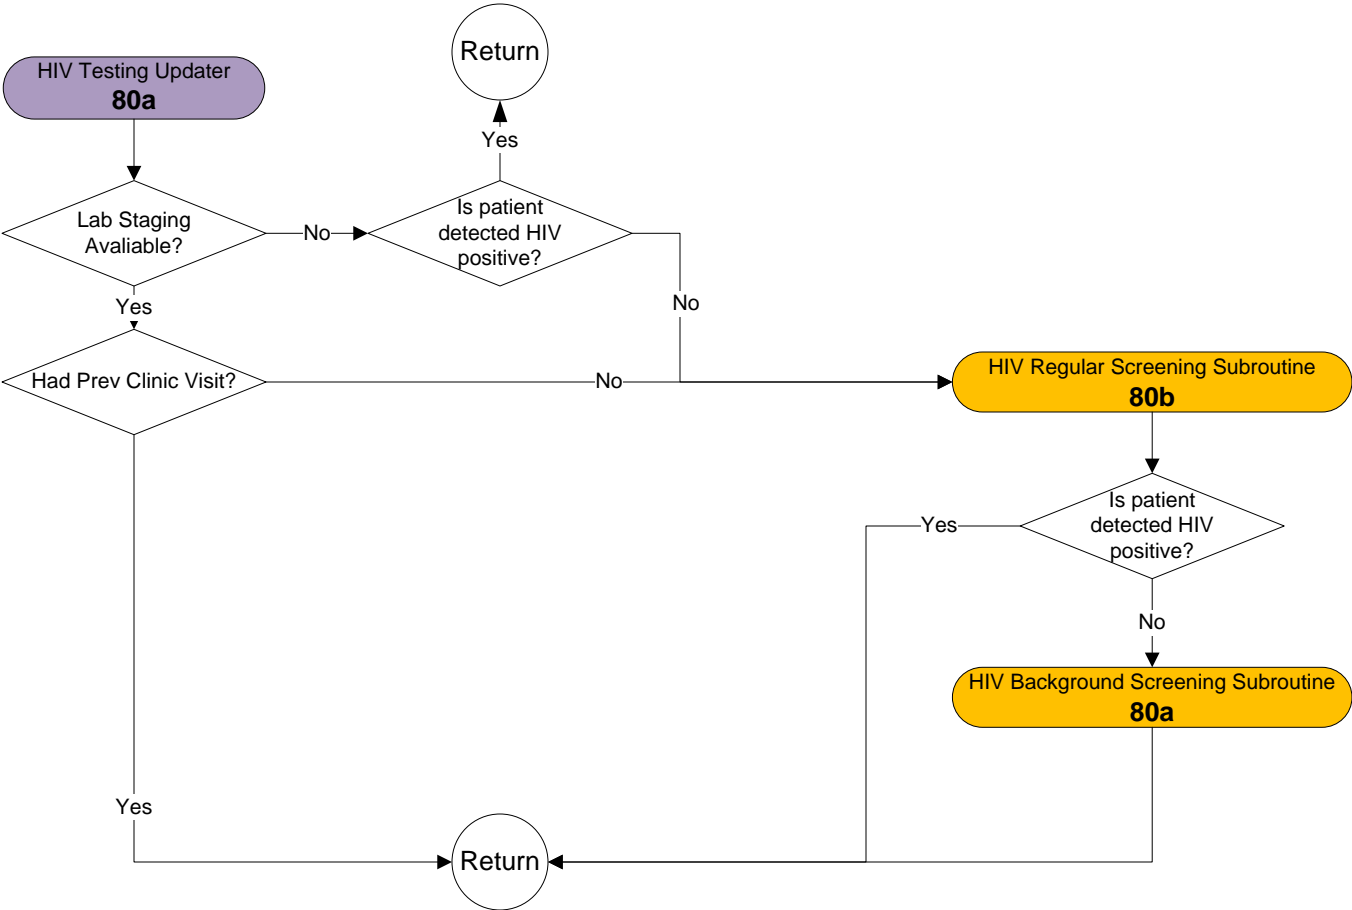 Return
HIV Testing Updater
80a
Yes
Lab Staging
Avaliable?
No
Is patient
detected HIV
positive?
Yes
No
Had Prev Clinic Visit?
No
HIV Regular Screening Subroutine
80b
Is patient
detected HIV
positive?
Yes
No
HIV Background Screening Subroutine
80a
Yes
Return